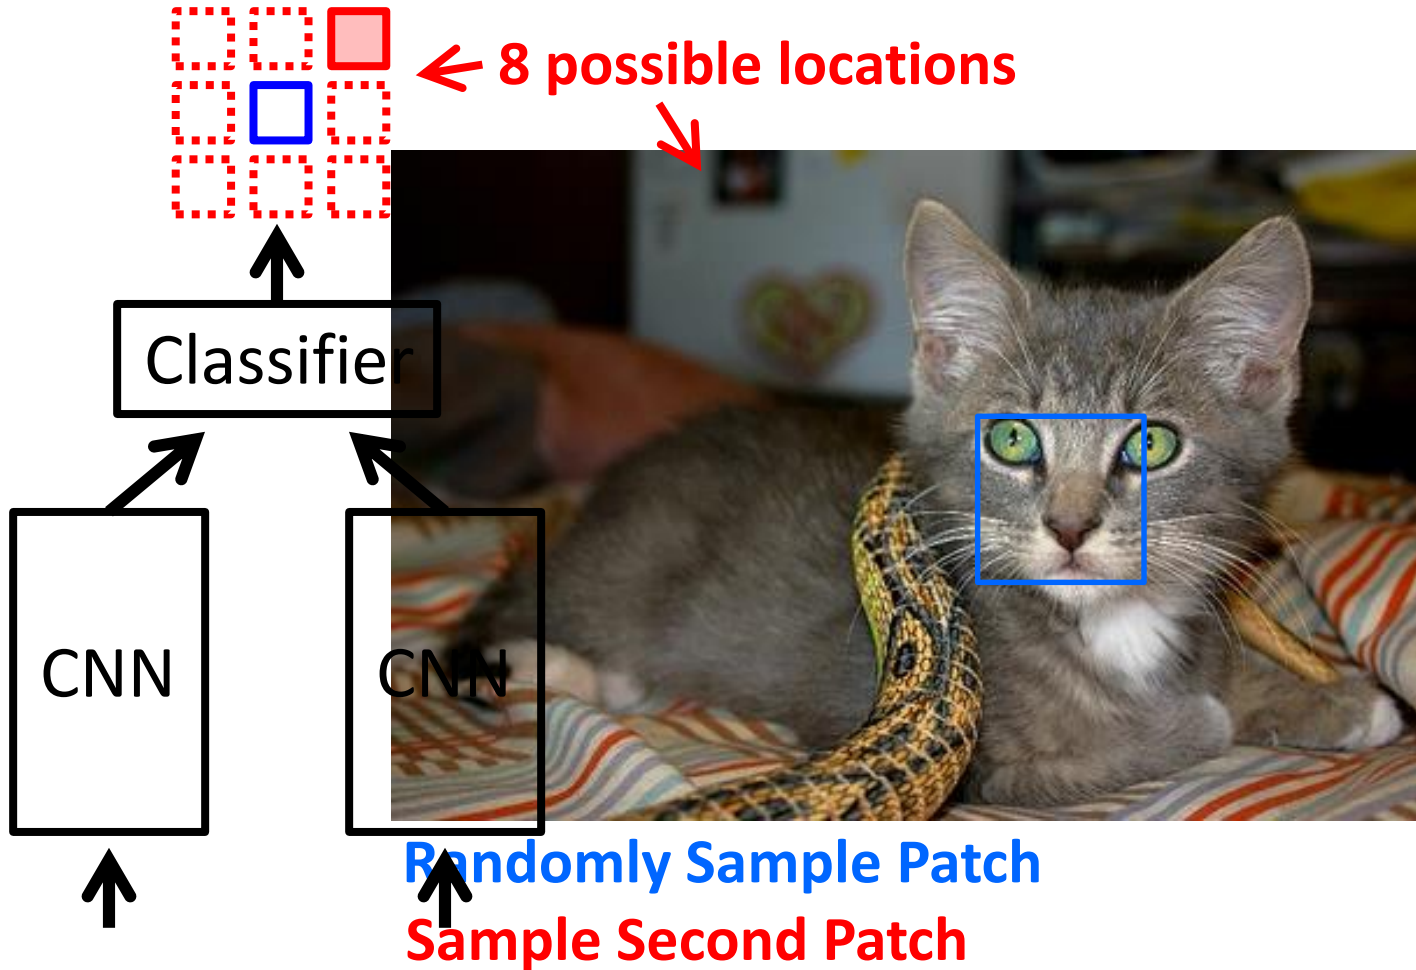 8 possible locations
Classifier
CNN
CNN
Randomly Sample Patch
Sample Second Patch